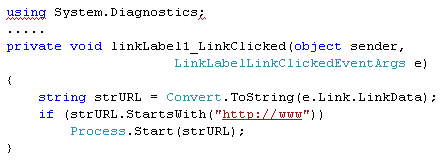 using System.Diagnostics;
.....
private void linkLabel1_LinkClicked(object sender,
                         LinkLabelLinkClickedEventArgs e)
{
    string strURL = Convert.ToString(e.Link.LinkData);
    if (strURL.StartsWith("http://www"))
        Process.Start(strURL);
}